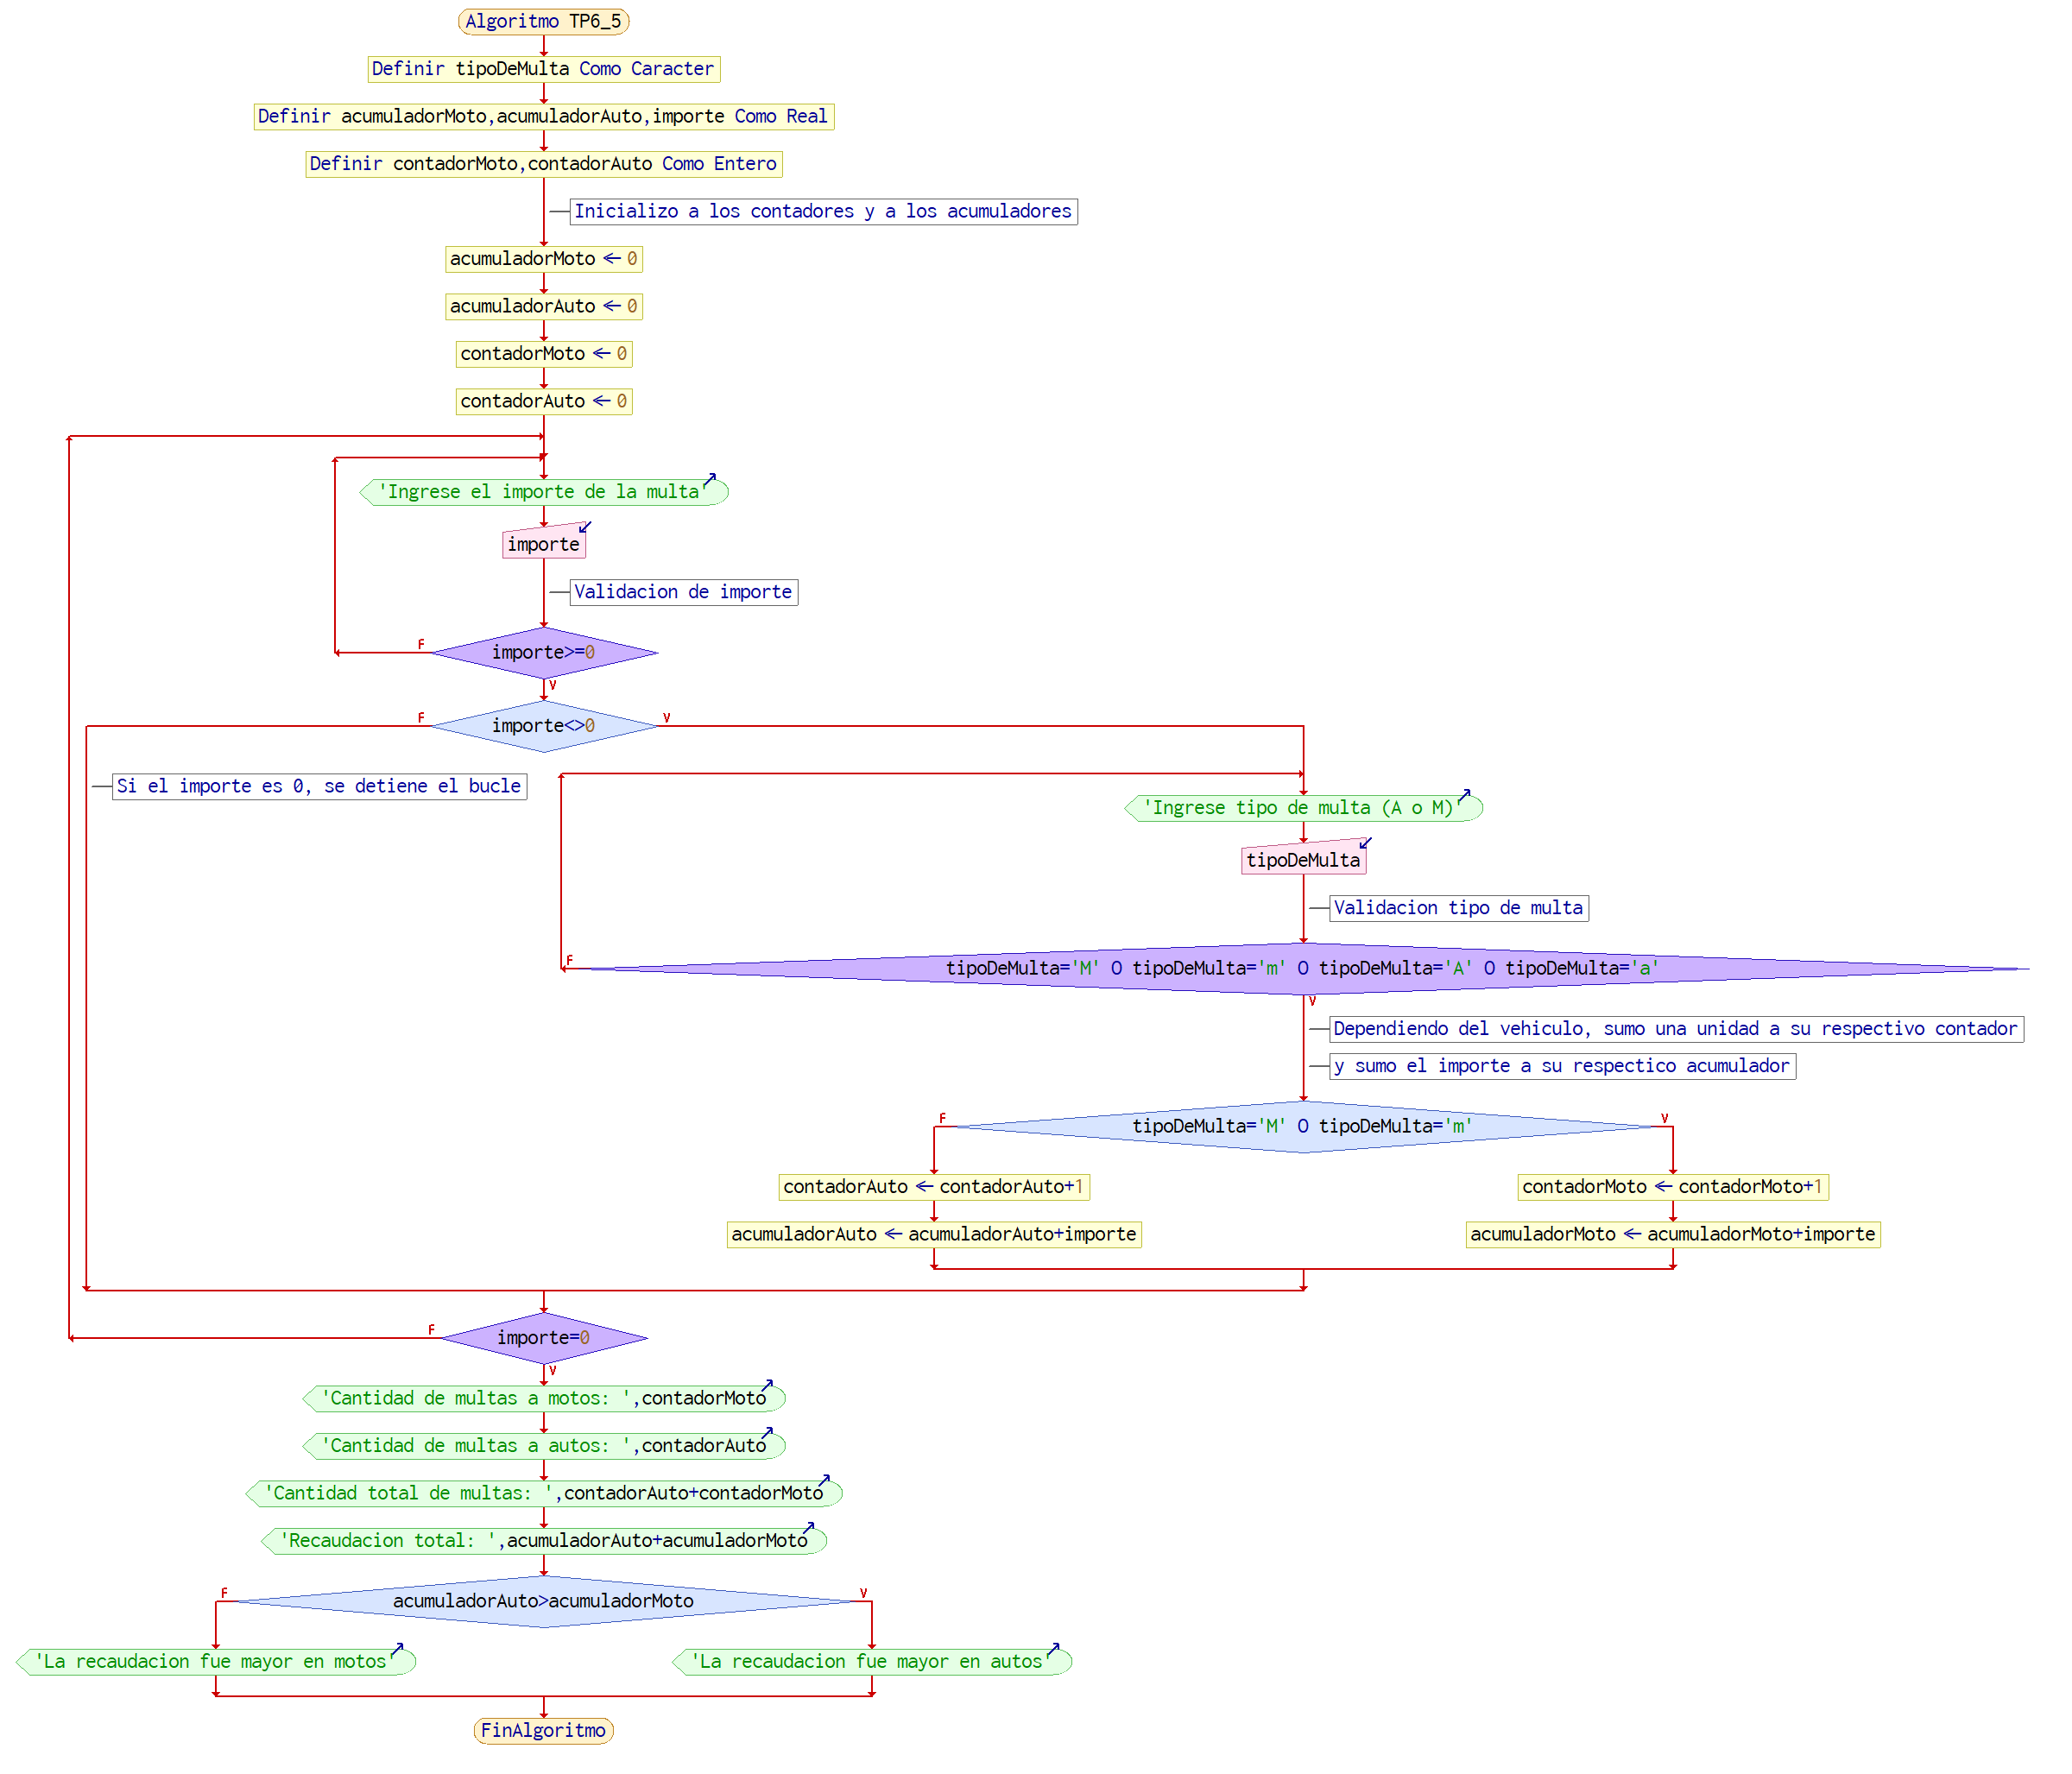 Algoritmo TP6_5
Definir tipoDeMulta Como Caracter
Definir acumuladorMoto,acumuladorAuto,importe Como Real
Definir contadorMoto,contadorAuto Como Entero
Inicializo a los contadores y a los acumuladores
acumuladorMoto ← 0
acumuladorAuto ← 0
contadorMoto ← 0
contadorAuto ← 0
'Ingrese el importe de la multa'
importe
Validacion de importe
F
importe>=0
V
F
importe<>0
V
Si el importe es 0, se detiene el bucle
'Ingrese tipo de multa (A o M)'
tipoDeMulta
Validacion tipo de multa
F
tipoDeMulta='M' O tipoDeMulta='m' O tipoDeMulta='A' O tipoDeMulta='a'
V
Dependiendo del vehiculo, sumo una unidad a su respectivo contador
y sumo el importe a su respectico acumulador
F
tipoDeMulta='M' O tipoDeMulta='m'
V
contadorAuto ← contadorAuto+1
contadorMoto ← contadorMoto+1
acumuladorAuto ← acumuladorAuto+importe
acumuladorMoto ← acumuladorMoto+importe
F
importe=0
V
'Cantidad de multas a motos: ',contadorMoto
'Cantidad de multas a autos: ',contadorAuto
'Cantidad total de multas: ',contadorAuto+contadorMoto
'Recaudacion total: ',acumuladorAuto+acumuladorMoto
F
acumuladorAuto>acumuladorMoto
V
'La recaudacion fue mayor en motos'
'La recaudacion fue mayor en autos'
FinAlgoritmo